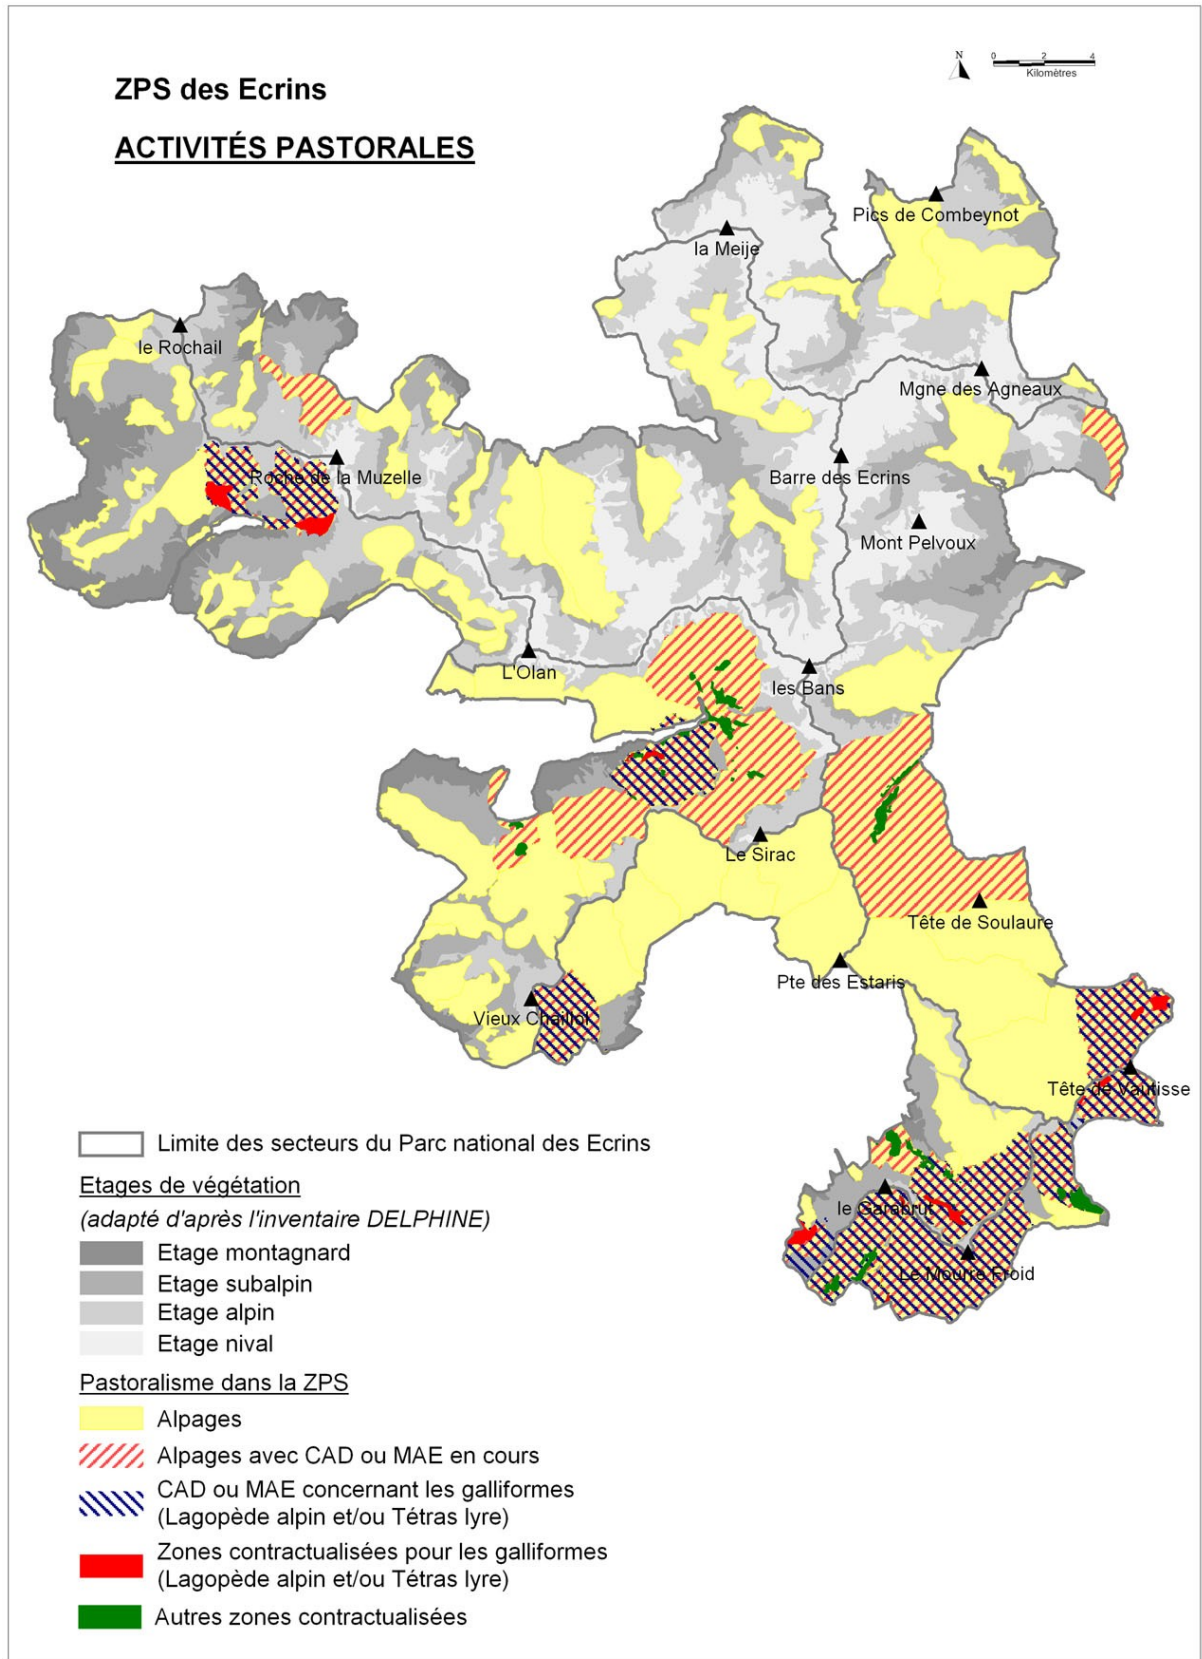 N
0 2 4
Kilomètres
ZPS des Ecrins
ACTIVITÉS PASTORALES
Pics de Combeynot
la Meije
le Rochail
Mgne des Agneaux
Roche de la Muzelle
Barre des Ecrins
Mont Pelvoux
L'Olan
les Bans
Le Sirac
Tête de Soulaure
Pte des Estaris
Vieux Chaillol
Tête de Vautisse
le Garabrut
Le Mourre Froid
Limite des secteurs du Parc national des Ecrins
Etages de végétation
(adapté d'après l'inventaire DELPHINE)
Etage montagnard
Etage subalpin
Etage alpin
Etage nival
Pastoralisme dans la ZPS
Alpages
Alpages avec CAD ou MAE en cours
CAD ou MAE concernant les galliformes
(Lagopède alpin et/ou Tétras lyre)
Zones contractualisées pour les galliformes
(Lagopède alpin et/ou Tétras lyre)
Autres zones contractualisées